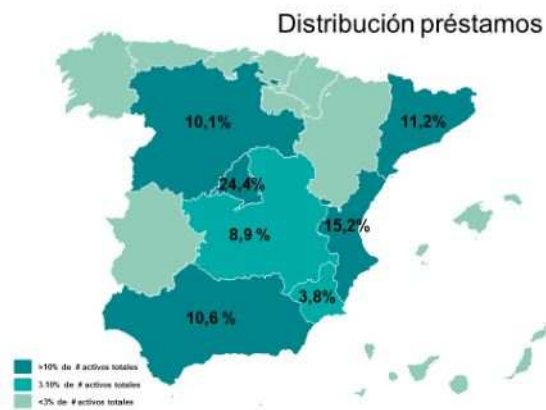 Distribución préstamos
10,1%
11,2%
24,4%
15,2%
8,9 %
3,8%
10,6 %
>10% de # activos totales
3-10% de # activos totales
<3% de # activos totales